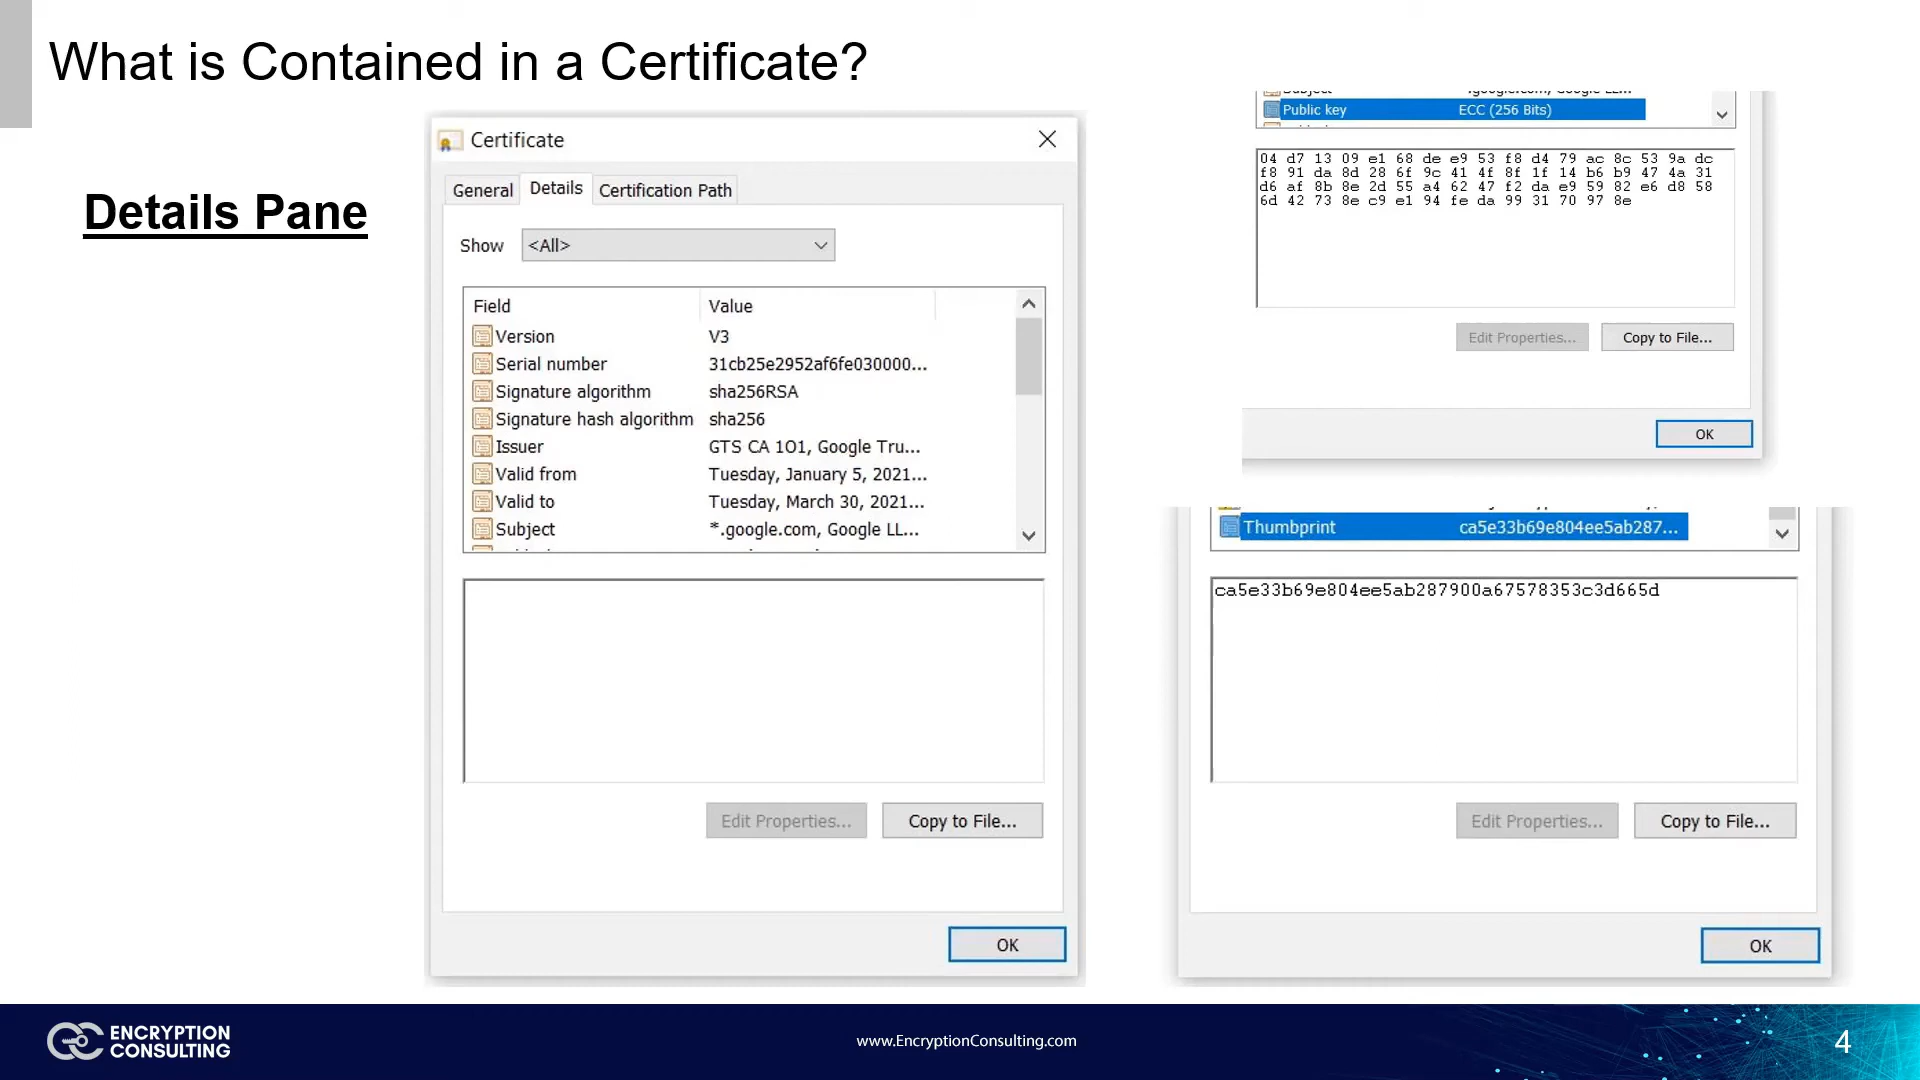 What is Contained in a Certificate?
Details Pane
Certificate
General Details Certification Path
Show <All>
Field Value
Version V3
Serial number 31cb25e2952af6fe030000...
Signature algorithm sha256RSA
Signature hash algorithm sha256
Issuer GTS CA 1O1, Google Tru...
Valid from Tuesday, January 5, 2021...
Valid to Tuesday, March 30, 2021...
Subject *.google.com, Google LL...
Edit Properties... Copy to File...
OK
Public key ECC (256 Bits)
04 d7 13 09 e1 68 de e9 53 f8 d4 79 ac 8c 53 9a dc
f8 91 da 8d 28 6f 9c 41 4f 8f 1f 14 b6 b9 47 4a 31
d6 af 8b 8e 2d 55 a4 62 47 f2 da e9 59 82 e6 d8 58
6d 42 73 8e c9 e1 94 fe da 99 31 70 97 8e
Edit Properties... Copy to File...
OK
Thumbprint ca5e33b69e804ee5ab287...
ca5e33b69e804ee5ab287900a67578353c3d665d
Edit Properties... Copy to File...
OK
ENCRYPTION
CONSULTING
www.EncryptionConsulting.com
4